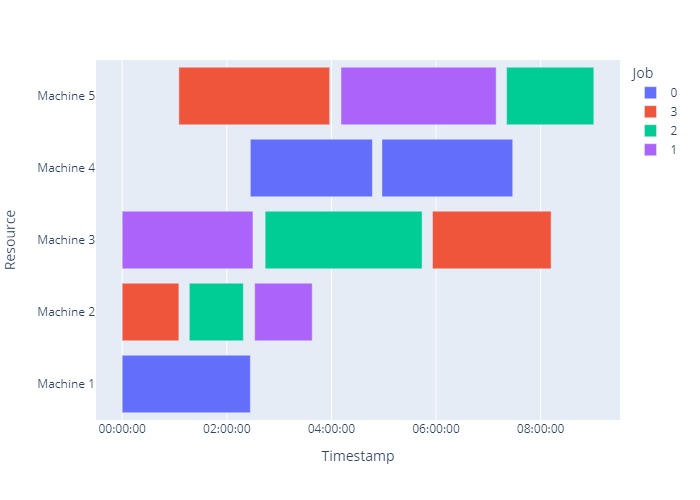 Job
0
3
2
1
Resource
Machine 5
Machine 4
Machine 3
Machine 2
Machine 1
00:00:00 02:00:00 04:00:00 06:00:00 08:00:00
Timestamp